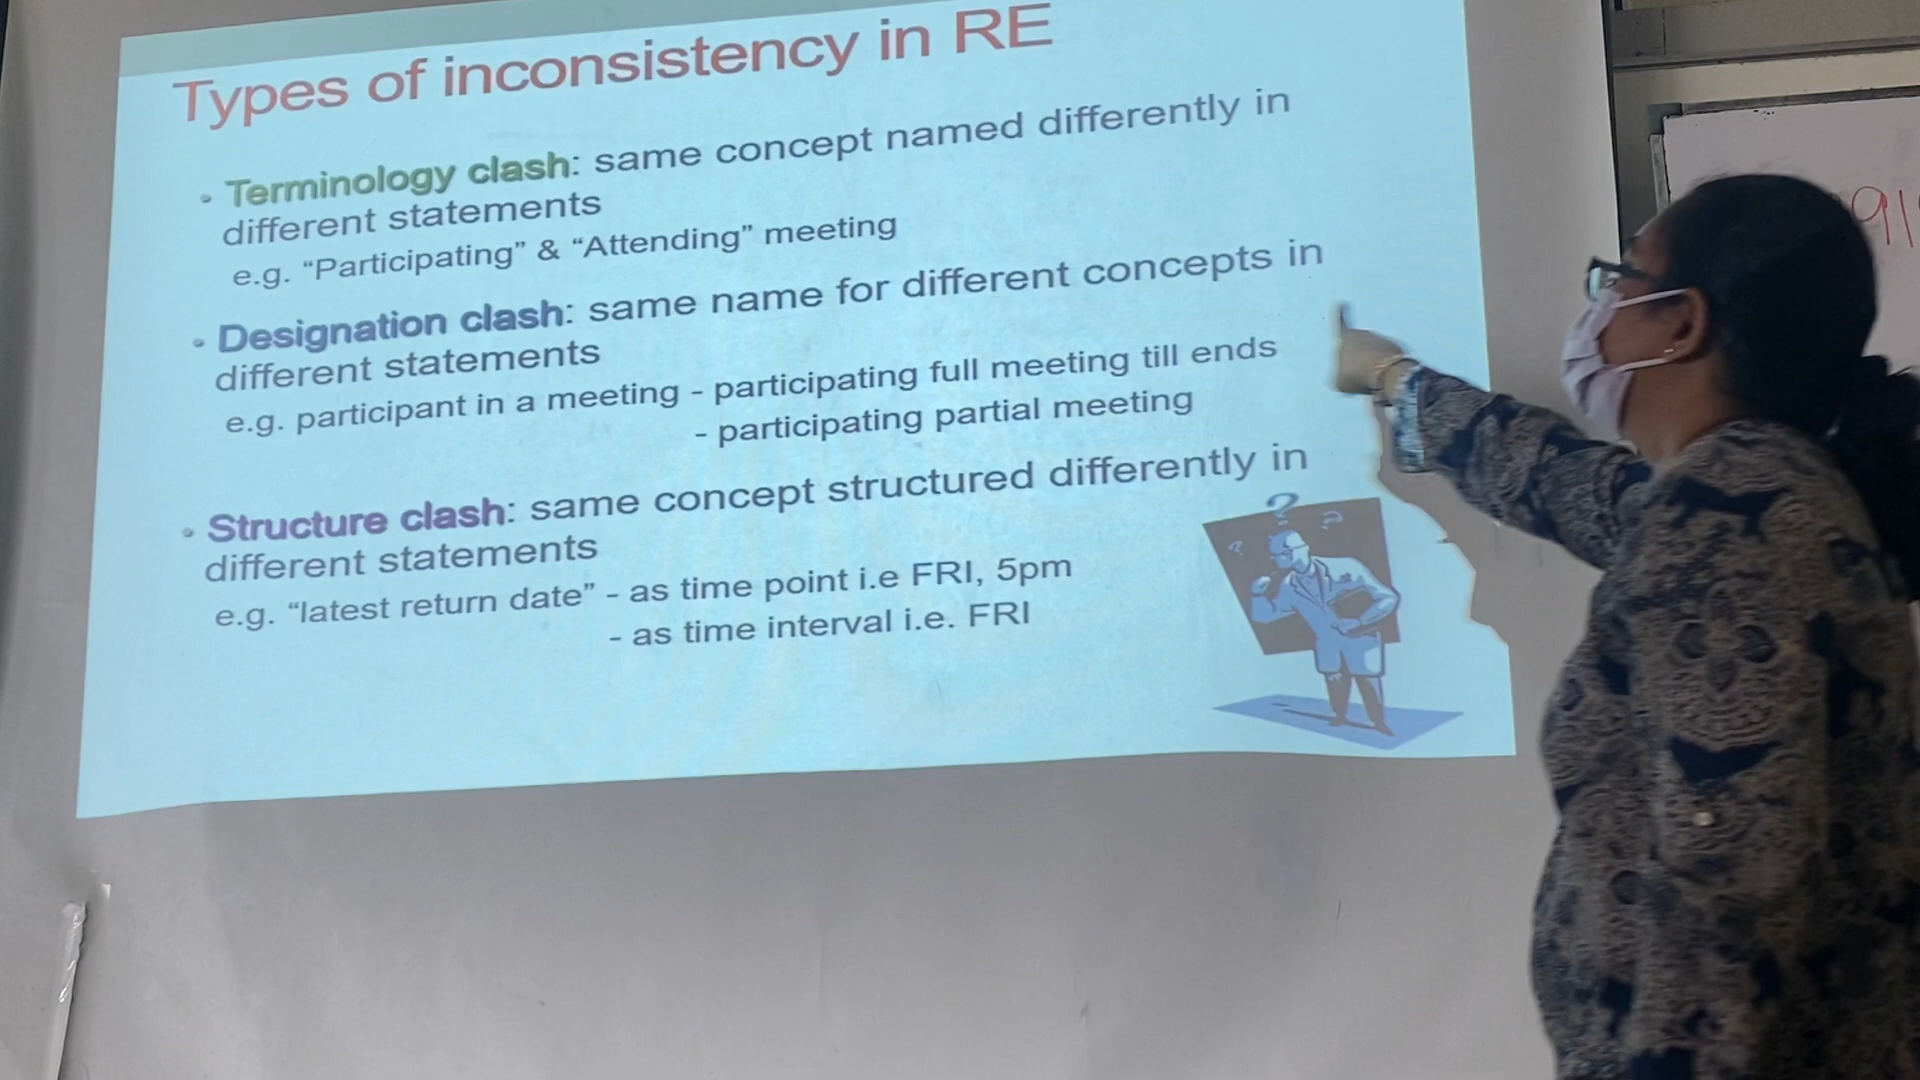 Types of inconsistency in RE
• Terminology clash: same concept named differently in
different statements
e.g. “Participating” & “Attending” meeting
• Designation clash: same name for different concepts in
different statements
e.g. participant in a meeting - participating full meeting till ends
- participating partial meeting
• Structure clash: same concept structured differently in
different statements
e.g. “latest return date” - as time point i.e FRI, 5pm
- as time interval i.e. FRI
? ? ?